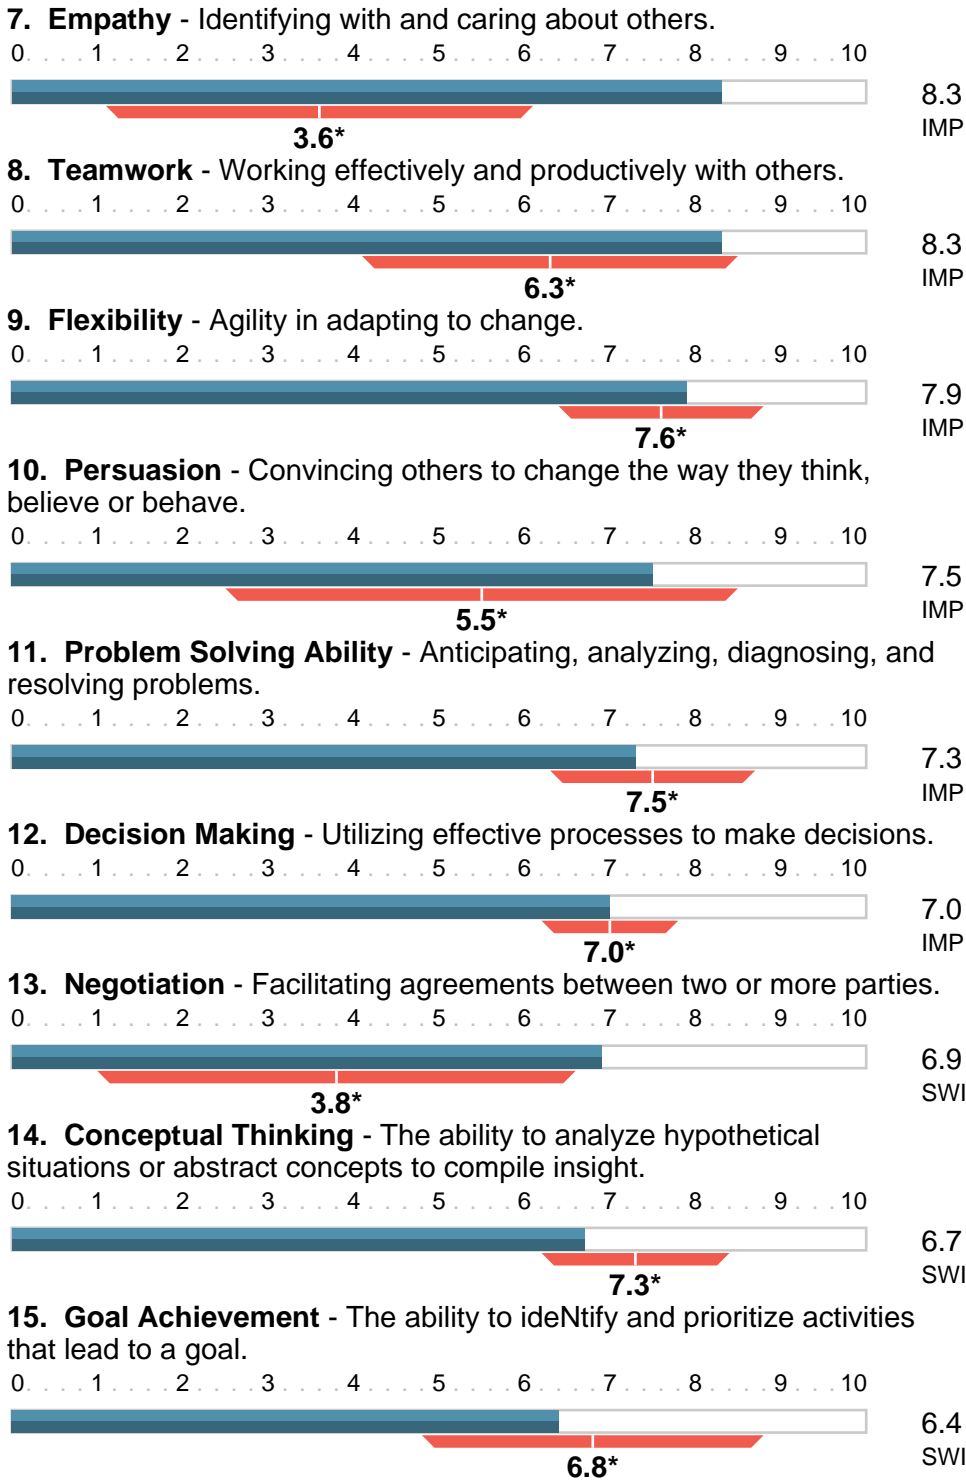 7. Empathy - Identifying with and caring about others.
0. . . . 1 . . . . 2 . . . . 3 . . . . 4 . . . . 5 . . . . 6 . . . . 7 . . . . 8 . . . . 9 . . . 10
8.3
IMP
3.6*
8. Teamwork - Working effectively and productively with others.
0. . . . 1 . . . . 2 . . . . 3 . . . . 4 . . . . 5 . . . . 6 . . . . 7 . . . . 8 . . . . 9 . . . 10
8.3
IMP
6.3*
9. Flexibility - Agility in adapting to change.
0. . . . 1 . . . . 2 . . . . 3 . . . . 4 . . . . 5 . . . . 6 . . . . 7 . . . . 8 . . . . 9 . . . 10
7.9
IMP
7.6*
10. Persuasion - Convincing others to change the way they think,
believe or behave.
0. . . . 1 . . . . 2 . . . . 3 . . . . 4 . . . . 5 . . . . 6 . . . . 7 . . . . 8 . . . . 9 . . . 10
7.5
IMP
5.5*
11. Problem Solving Ability - Anticipating, analyzing, diagnosing, and
resolving problems.
0. . . . 1 . . . . 2 . . . . 3 . . . . 4 . . . . 5 . . . . 6 . . . . 7 . . . . 8 . . . . 9 . . . 10
7.3
IMP
7.5*
12. Decision Making - Utilizing effective processes to make decisions.
0. . . . 1 . . . . 2 . . . . 3 . . . . 4 . . . . 5 . . . . 6 . . . . 7 . . . . 8 . . . . 9 . . . 10
7.0
IMP
7.0*
13. Negotiation - Facilitating agreements between two or more parties.
0. . . . 1 . . . . 2 . . . . 3 . . . . 4 . . . . 5 . . . . 6 . . . . 7 . . . . 8 . . . . 9 . . . 10
6.9
SWI
3.8*
14. Conceptual Thinking - The ability to analyze hypothetical
situations or abstract concepts to compile insight.
0. . . . 1 . . . . 2 . . . . 3 . . . . 4 . . . . 5 . . . . 6 . . . . 7 . . . . 8 . . . . 9 . . . 10
6.7
SWI
7.3*
15. Goal Achievement - The ability to ideNtify and prioritize activities
that lead to a goal.
0. . . . 1 . . . . 2 . . . . 3 . . . . 4 . . . . 5 . . . . 6 . . . . 7 . . . . 8 . . . . 9 . . . 10
6.4
SWI
6.8*